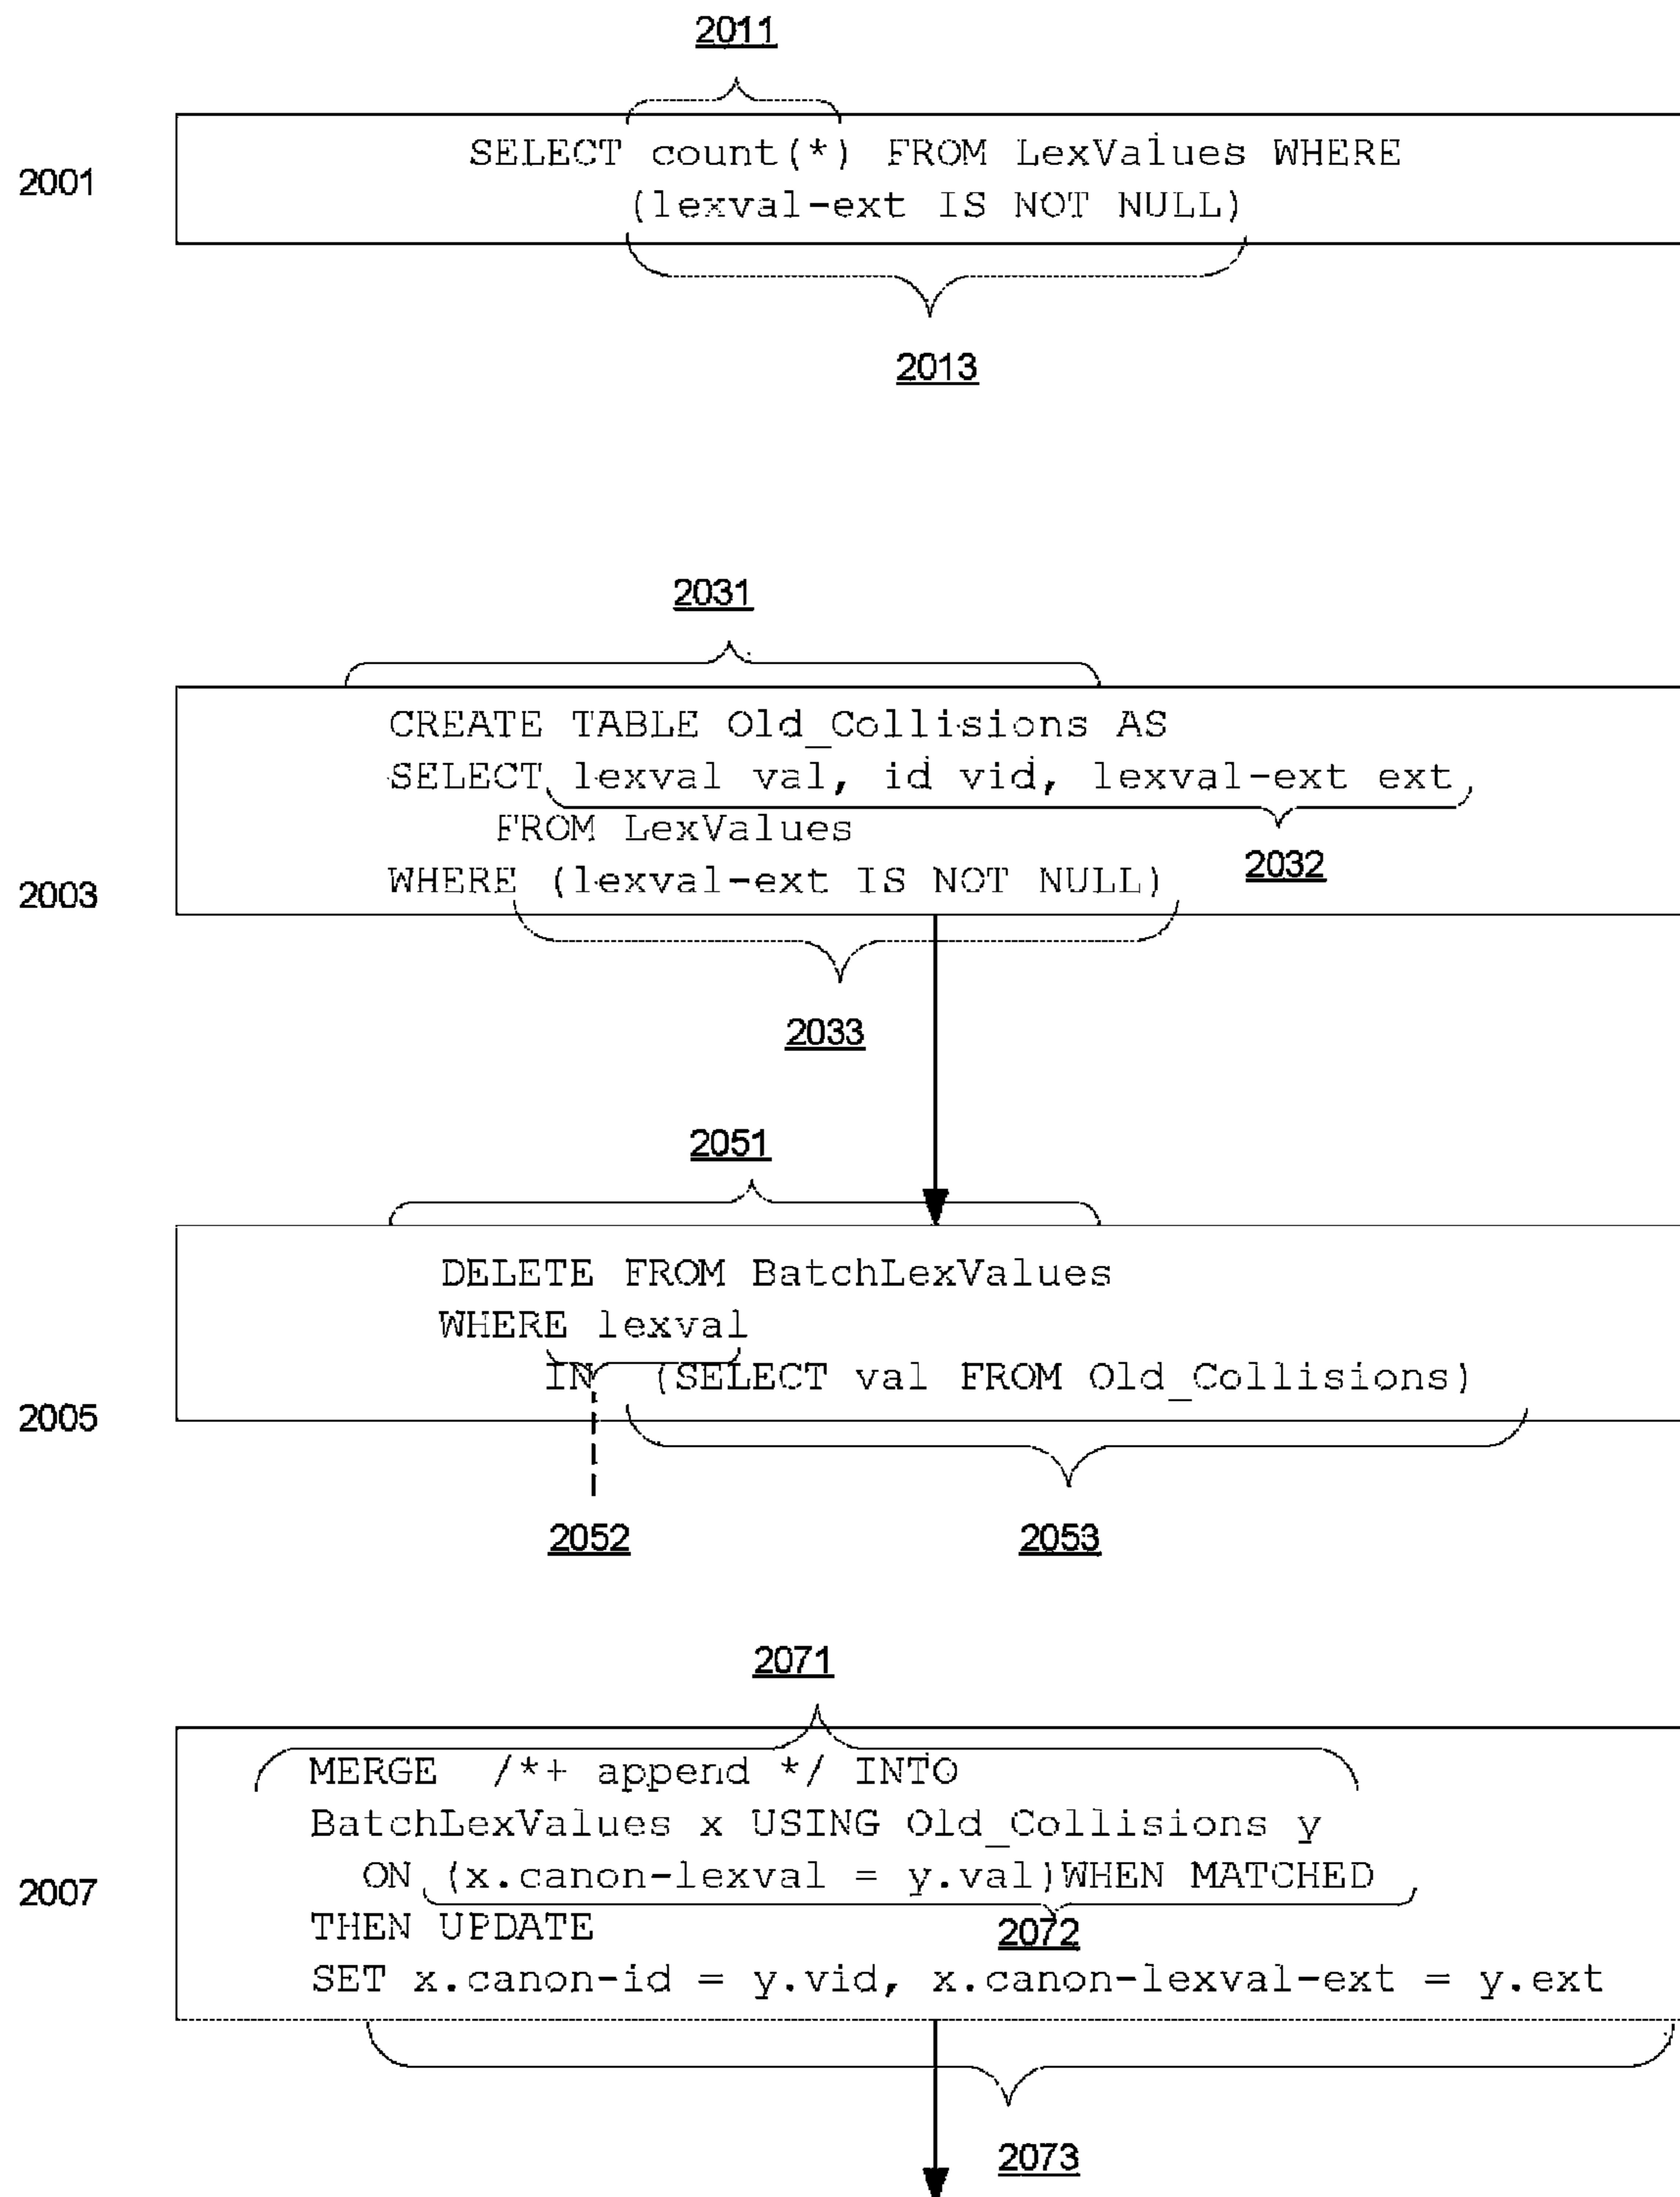 2011
2001
SELECT count(*) FROM LexValues WHERE
(lexval-ext IS NOT NULL)
2013
2031
CREATE TABLE Old_Collisions AS
SELECT lexval val, id vid, lexval-ext ext
FROM LexValues
2032
WHERE (lexval-ext IS NOT NULL)
2003
2033
2051
DELETE FROM BatchLexValues
WHERE lexval
IN (SELECT val FROM Old_Collisions)
2005
2052
2053
2071
MERGE /*+ append */ INTO
BatchLexValues x USING Old_Collisions y
ON (x.canon-lexval = y.val)WHEN MATCHED
2007
THEN UPDATE
2072
SET x.canon-id = y.vid, x.canon-lexval-ext = y.ext
2073